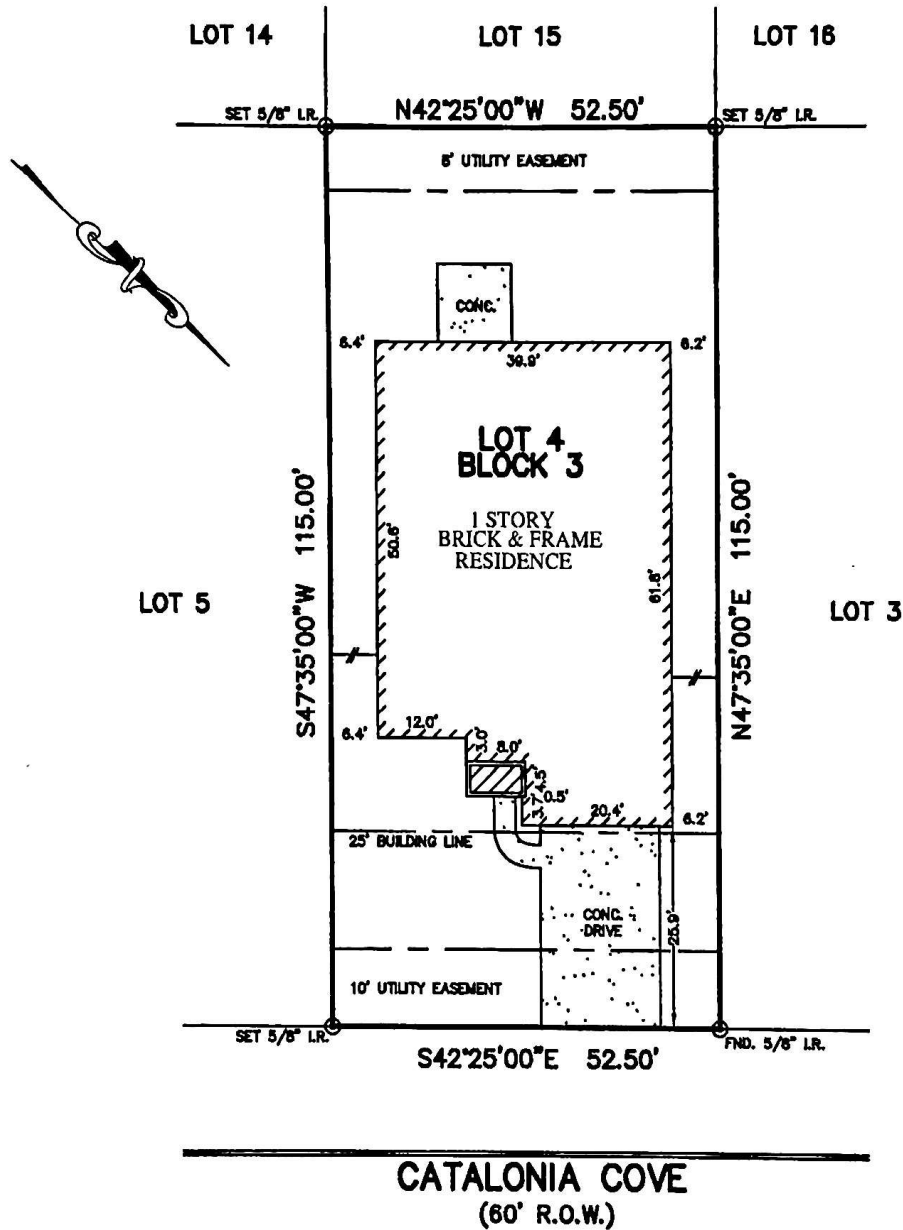 LOT 14
LOT 15
LOT 16
SET 5/8" I.R.
N42°25'00"W 52.50'
SET 5/8" I.R.
8' UTILITY EASEMENT
CONC.
6.4'
6.2'
39.9'
LOT 4
BLOCK 3
1 STORY
BRICK & FRAME
RESIDENCE
50.6'
61.8'
S47°35'00"W 115.00'
N47°35'00"E 115.00'
LOT 5
LOT 3
6.4'
12.0'
3.0'
8.0'
4.5'
3.7'
0.5'
20.4'
6.2'
25' BUILDING LINE
CONC.
DRIVE
25.9'
10' UTILITY EASEMENT
SET 5/8" I.R.
FND. 5/8" I.R.
S42°25'00"E 52.50'
CATALONIA COVE
(60' R.O.W.)